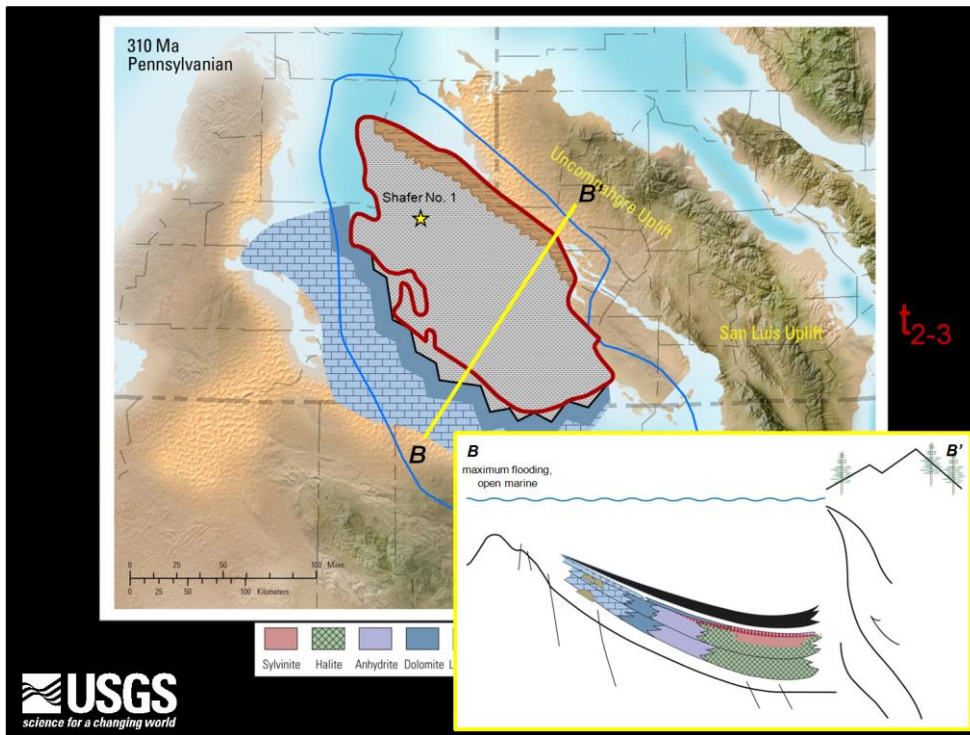 310 Ma
Pennsylvanian
Shafer No. 1
B'
Uncompahgre Uplift
San Luis Uplift
t2-3
B
0 25 50 100 Miles
0 25 50 100 Kilometers
B B'
maximum flooding,
open marine
Sylvinite Halite Anhydrite Dolomite L
USGS
science for a changing world